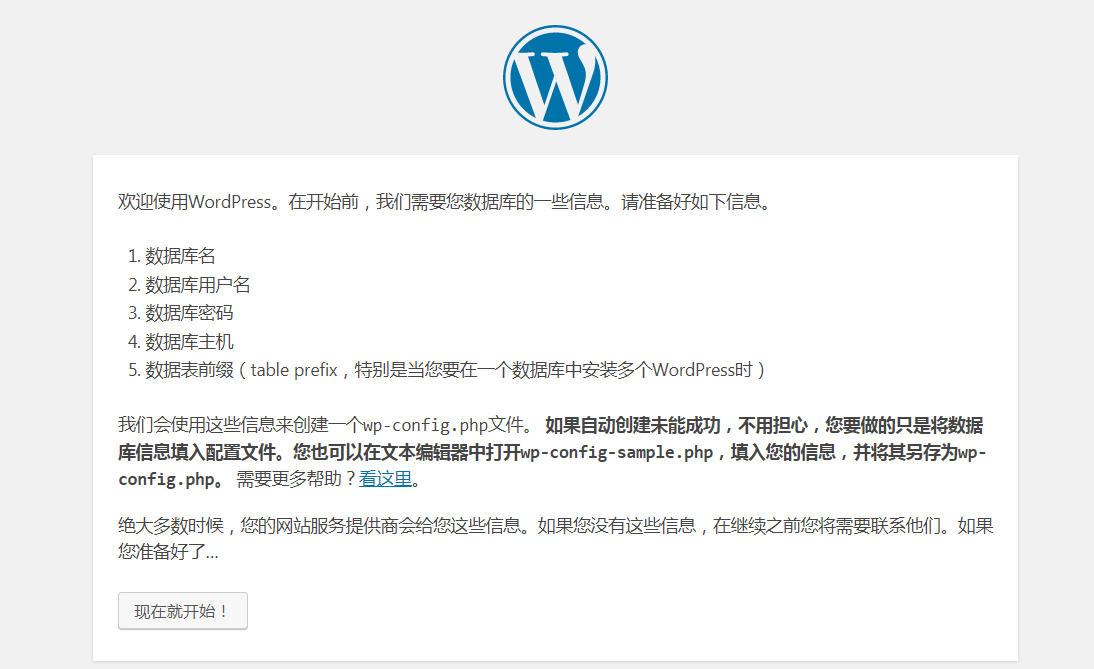 欢迎使用WordPress。在开始前，我们需要您数据库的一些信息。请准备好如下信息。
1. 数据库名
2. 数据库用户名
3. 数据库密码
4. 数据库主机
5. 数据表前缀（table prefix，特别是当您要在一个数据库中安装多个WordPress时）
我们会使用这些信息来创建一个wp-config.php文件。 如果自动创建未能成功，不用担心，您要做的只是将数据
库信息填入配置文件。您也可以在文本编辑器中打开wp-config-sample.php，填入您的信息，并将其另存为wp-
config.php。 需要更多帮助？看这里。
绝大多数时候，您的网站服务提供商会给您这些信息。如果您没有这些信息，在继续之前您将需要联系他们。如果
您准备好了...
现在就开始！